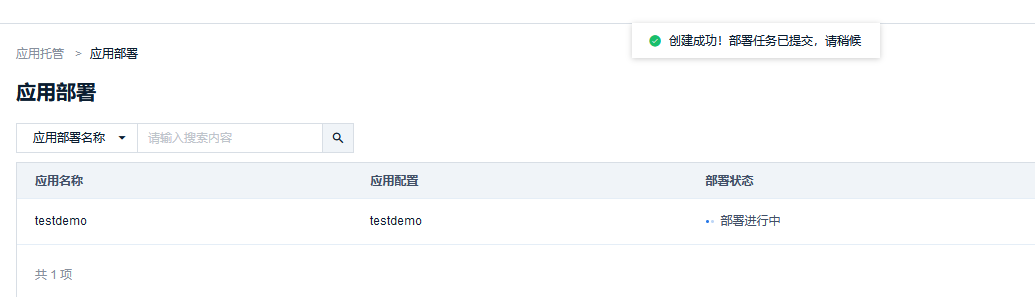 创建成功！部署任务已提交，请稍候
应用托管 > 应用部署
应用部署
应用部署名称 请输入搜索内容
应用名称 应用配置 部署状态
testdemo testdemo 部署进行中
共 1 项